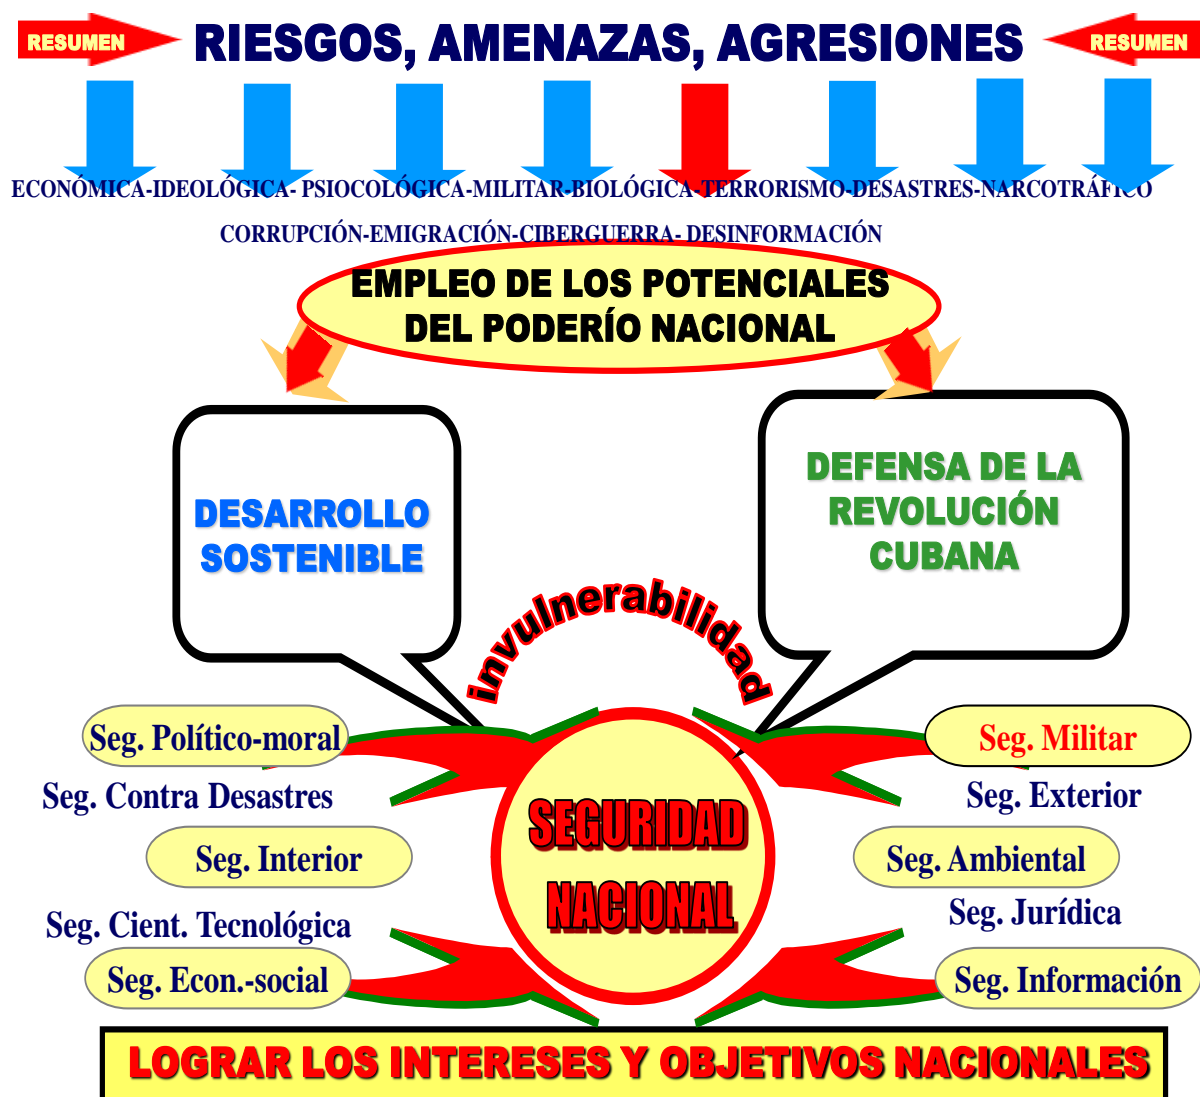 RESUMEN
RIESGOS, AMENAZAS, AGRESIONES
RESUMEN
ECONÓMICA-IDEOLÓGICA- PSIOCOLÓGICA-MILITAR-BIOLÓGICA-TERRORISMO-DESASTRES-NARCOTRÁFICO
CORRUPCIÓN-EMIGRACIÓN-CIBERGUERRA- DESINFORMACIÓN
EMPLEO DE LOS POTENCIALES
DEL PODERÍO NACIONAL
DESARROLLO
SOSTENIBLE
DEFENSA DE LA
REVOLUCIÓN
CUBANA
invulnerabilidad
Seg. Político-moral
Seg. Contra Desastres
Seg. Interior
Seg. Cient. Tecnológica
Seg. Econ.-social
SEGURIDAD
NACIONAL
Seg. Militar
Seg. Exterior
Seg. Ambiental
Seg. Jurídica
Seg. Información
LOGRAR LOS INTERESES Y OBJETIVOS NACIONALES